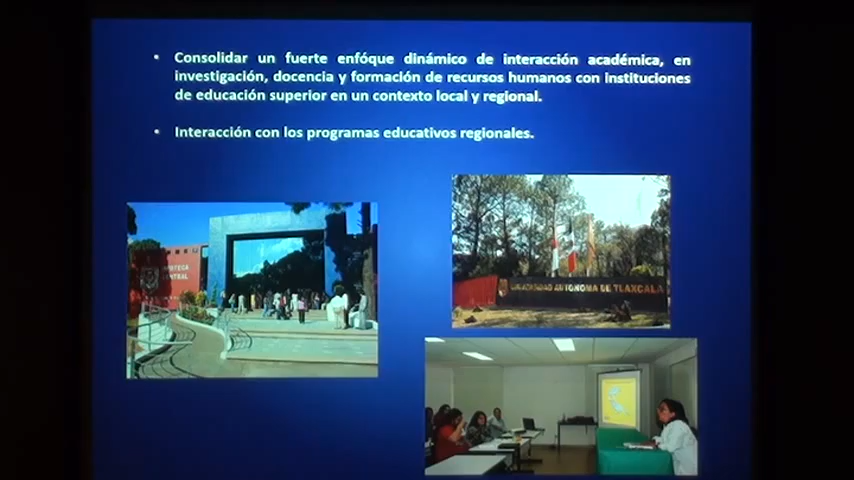 • Consolidar un fuerte enfóque dinámico de interacción académica, en
investigación, docencia y formación de recursos humanos con instituciones
de educación superior en un contexto local y regional.
• Interacción con los programas educativos regionales.
UNIVERSIDAD AUTONOMA DE TLAXCALA